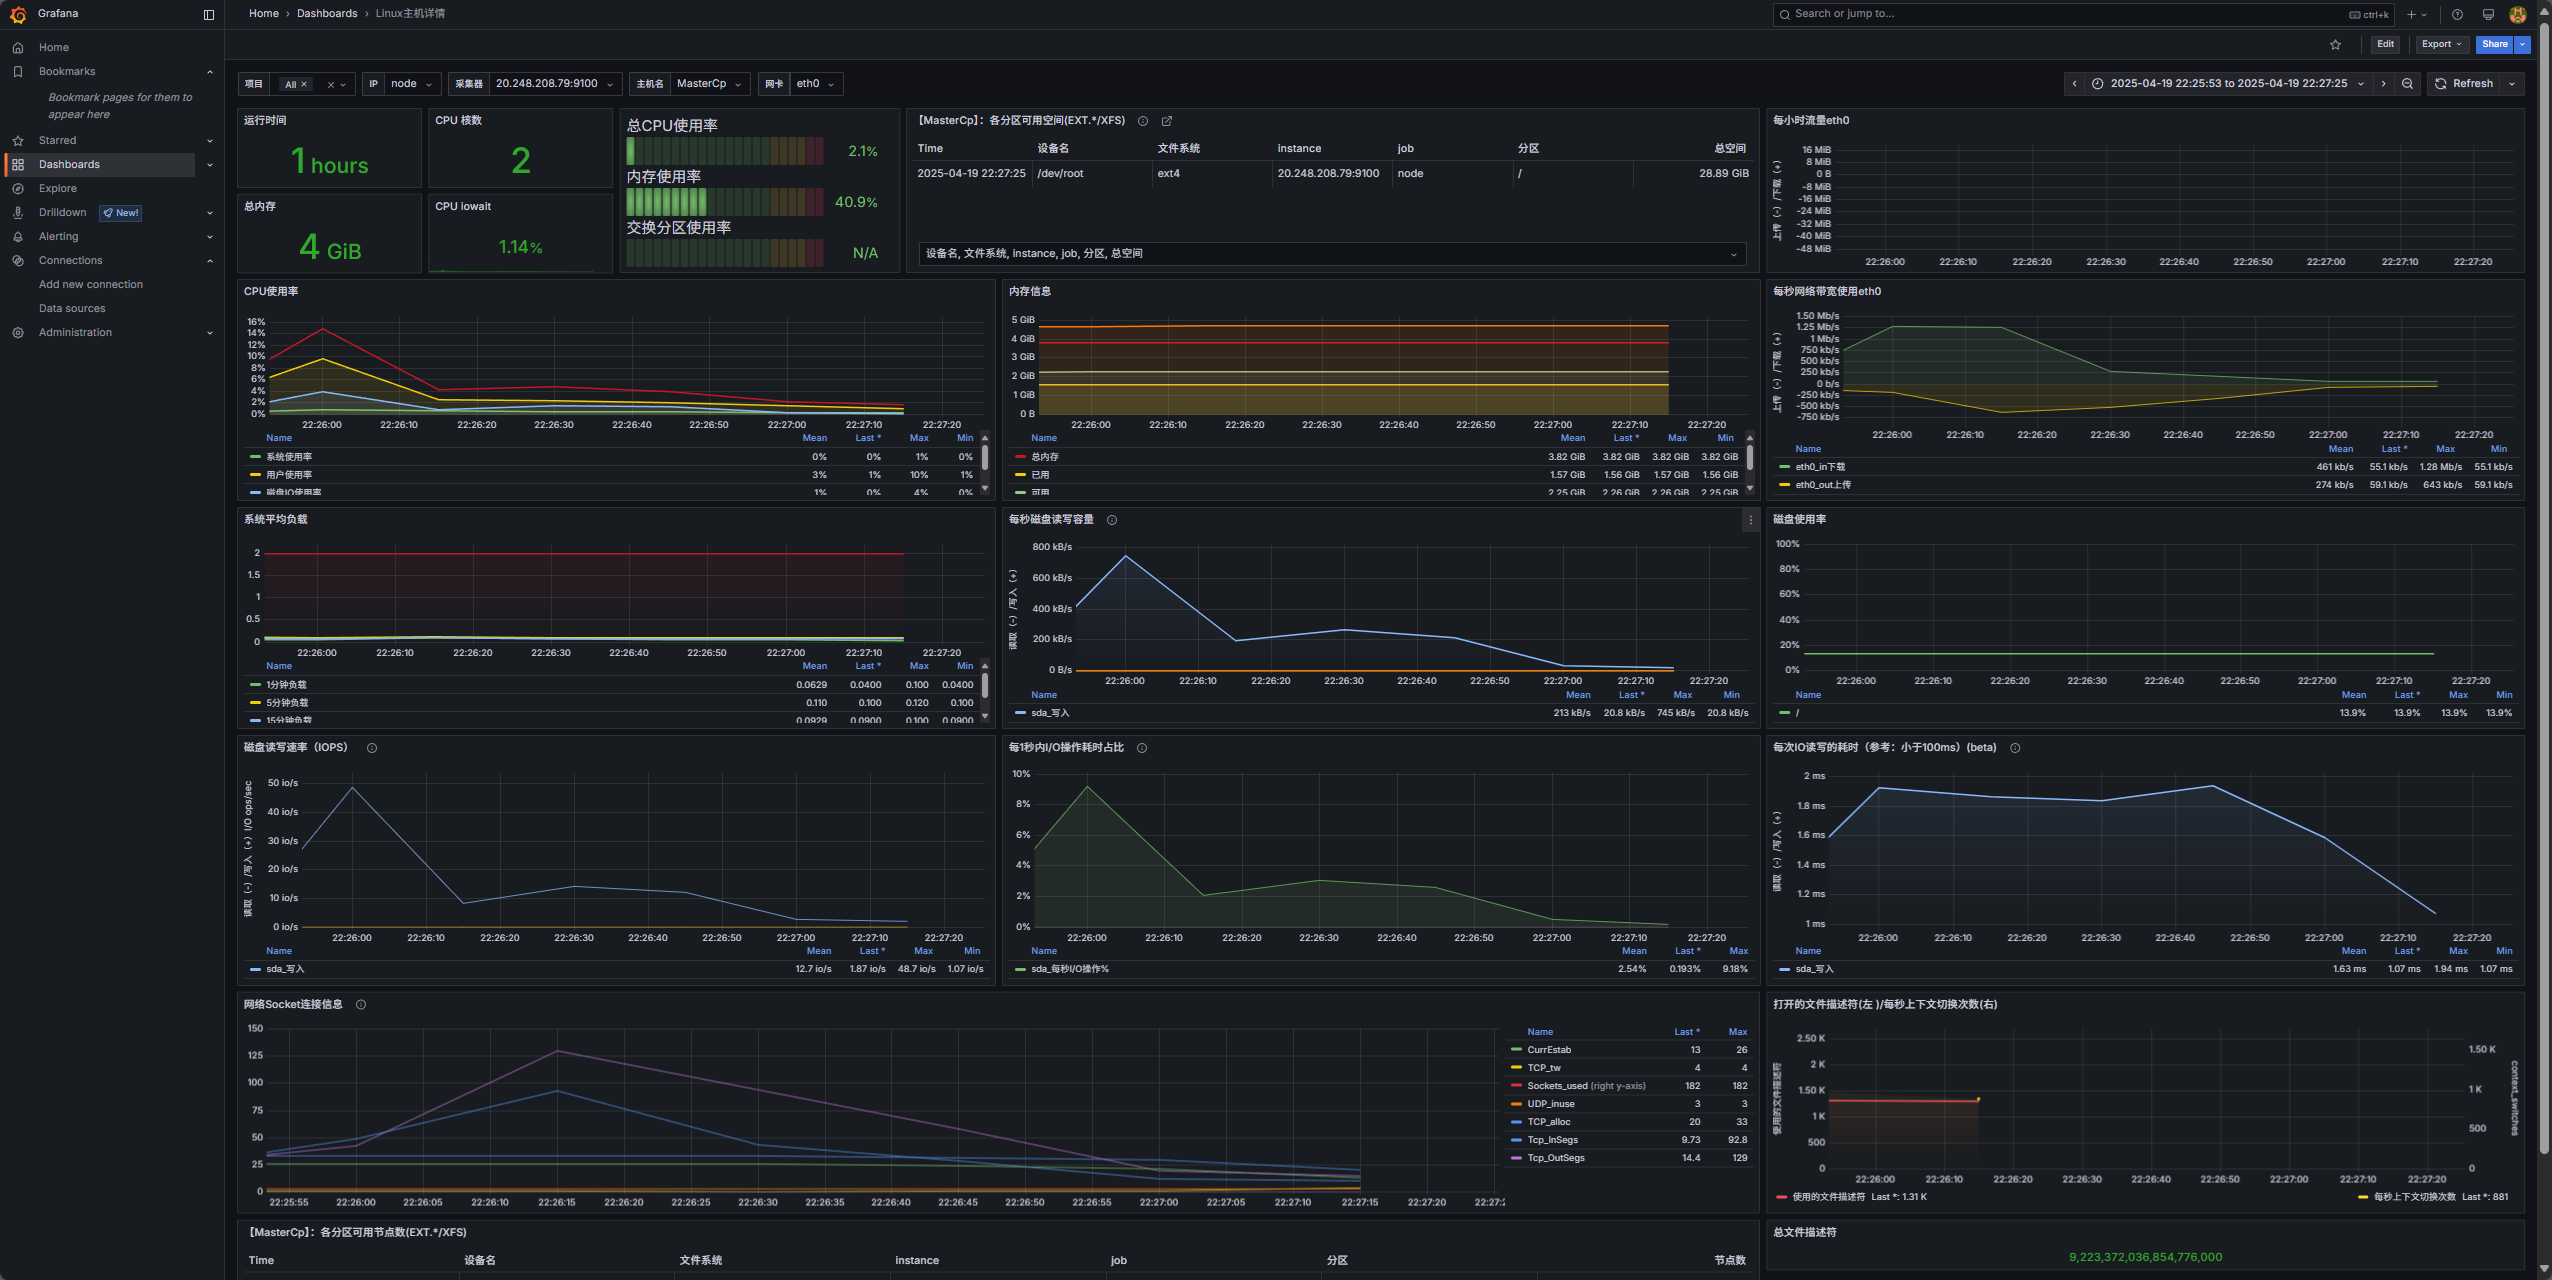 Grafana
Home › Dashboards › Linux主机详情
Search or jump to...
ctrl+k
Home
Bookmarks
Bookmark pages for them to
appear here
Starred
Dashboards
Explore
Drilldown New!
Alerting
Connections
Add new connection
Data sources
Administration
Edit
Export
Share
项目 All × ×
IP node
采集器 20.248.208.79:9100
主机名 MasterCp
网卡 eth0
2025-04-19 22:25:53 to 2025-04-19 22:27:25
Refresh
运行时间
1 hours
CPU 核数
2
总内存
4 GiB
CPU iowait
1.14%
总CPU使用率
2.1%
内存使用率
40.9%
交换分区使用率
N/A
【MasterCp】：各分区可用空间(EXT.*/XFS)
Time 设备名 文件系统 instance job 分区 总空间
2025-04-19 22:27:25 /dev/root ext4 20.248.208.79:9100 node / 28.89 GiB
设备名, 文件系统, instance, job, 分区, 总空间
每小时流量eth0
上传（-）/下载（+）
16 MiB
8 MiB
0 B
-8 MiB
-16 MiB
-24 MiB
-32 MiB
-40 MiB
-48 MiB
22:26:00 22:26:10 22:26:20 22:26:30 22:26:40 22:26:50 22:27:00 22:27:10 22:27:20
CPU使用率
16%
14%
12%
10%
8%
6%
4%
2%
0%
22:26:00 22:26:10 22:26:20 22:26:30 22:26:40 22:26:50 22:27:00 22:27:10 22:27:20
Name Mean Last * Max Min
系统使用率 0% 0% 1% 0%
用户使用率 3% 1% 10% 1%
磁盘IO使用率 1% 0% 4% 0%
内存信息
5 GiB
4 GiB
3 GiB
2 GiB
1 GiB
0 B
22:26:00 22:26:10 22:26:20 22:26:30 22:26:40 22:26:50 22:27:00 22:27:10 22:27:20
Name Mean Last * Max Min
总内存 3.82 GiB 3.82 GiB 3.82 GiB 3.82 GiB
已用 1.57 GiB 1.56 GiB 1.57 GiB 1.56 GiB
可用 2.25 GiB 2.26 GiB 2.26 GiB 2.25 GiB
每秒网络带宽使用eth0
上传（-）/下载（+）
1.50 Mb/s
1.25 Mb/s
1 Mb/s
750 kb/s
500 kb/s
250 kb/s
0 b/s
-250 kb/s
-500 kb/s
-750 kb/s
22:26:00 22:26:10 22:26:20 22:26:30 22:26:40 22:26:50 22:27:00 22:27:10 22:27:20
Name Mean Last * Max Min
eth0_in下载 461 kb/s 55.1 kb/s 1.28 Mb/s 55.1 kb/s
eth0_out上传 274 kb/s 59.1 kb/s 643 kb/s 59.1 kb/s
系统平均负载
2
1.5
1
0.5
0
22:26:00 22:26:10 22:26:20 22:26:30 22:26:40 22:26:50 22:27:00 22:27:10 22:27:20
Name Mean Last * Max Min
1分钟负载 0.0629 0.0400 0.100 0.0400
5分钟负载 0.110 0.100 0.120 0.100
15分钟负载 0.0929 0.0900 0.100 0.0900
每秒磁盘读写容量
读取（-）/写入（+）
800 kB/s
600 kB/s
400 kB/s
200 kB/s
0 B/s
22:26:00 22:26:10 22:26:20 22:26:30 22:26:40 22:26:50 22:27:00 22:27:10 22:27:20
Name Mean Last * Max Min
sda_写入 213 kB/s 20.8 kB/s 745 kB/s 20.8 kB/s
磁盘使用率
100%
80%
60%
40%
20%
0%
22:26:00 22:26:10 22:26:20 22:26:30 22:26:40 22:26:50 22:27:00 22:27:10 22:27:20
Name Mean Last * Max Min
/ 13.9% 13.9% 13.9% 13.9%
磁盘读写速率（IOPS）
读取（-）/写入（+）I/O ops/sec
50 io/s
40 io/s
30 io/s
20 io/s
10 io/s
0 io/s
22:26:00 22:26:10 22:26:20 22:26:30 22:26:40 22:26:50 22:27:00 22:27:10 22:27:20
Name Mean Last * Max Min
sda_写入 12.7 io/s 1.87 io/s 48.7 io/s 1.07 io/s
每1秒内I/O操作耗时占比
10%
8%
6%
4%
2%
0%
22:26:00 22:26:10 22:26:20 22:26:30 22:26:40 22:26:50 22:27:00 22:27:10 22:27:20
Name Mean Last * Max
sda_每秒I/O操作% 2.54% 0.193% 9.18%
每次IO读写的耗时（参考：小于100ms）(beta)
读取（-）/写入（+）
2 ms
1.8 ms
1.6 ms
1.4 ms
1.2 ms
1 ms
22:26:00 22:26:10 22:26:20 22:26:30 22:26:40 22:26:50 22:27:00 22:27:10 22:27:20
Name Mean Last * Max Min
sda_写入 1.63 ms 1.07 ms 1.94 ms 1.07 ms
网络Socket连接信息
150
125
100
75
50
25
0
22:25:55 22:26:00 22:26:05 22:26:10 22:26:15 22:26:20 22:26:25 22:26:30 22:26:35 22:26:40 22:26:45 22:26:50 22:26:55 22:27:00 22:27:05 22:27:10 22:27:15 22:27:20 22:27:2
Name Last * Max
CurrEstab 13 26
TCP_tw 4 4
Sockets_used (right y-axis) 182 182
UDP_inuse 3 3
TCP_alloc 20 33
Tcp_InSegs 9.73 92.8
Tcp_OutSegs 14.4 129
打开的文件描述符(左 )/每秒上下文切换次数(右)
使用的文件描述符
2.50 K
2 K
1.50 K
1 K
500
0
1.50 K
1 K
500
0
context_switches
22:26:00 22:26:10 22:26:20 22:26:30 22:26:40 22:26:50 22:27:00 22:27:10 22:27:20
使用的文件描述符 Last *: 1.31 K
每秒上下文切换次数 Last *: 881
【MasterCp】：各分区可用节点数(EXT.*/XFS)
Time 设备名 文件系统 instance job 分区 节点数
总文件描述符
9,223,372,036,854,776,000